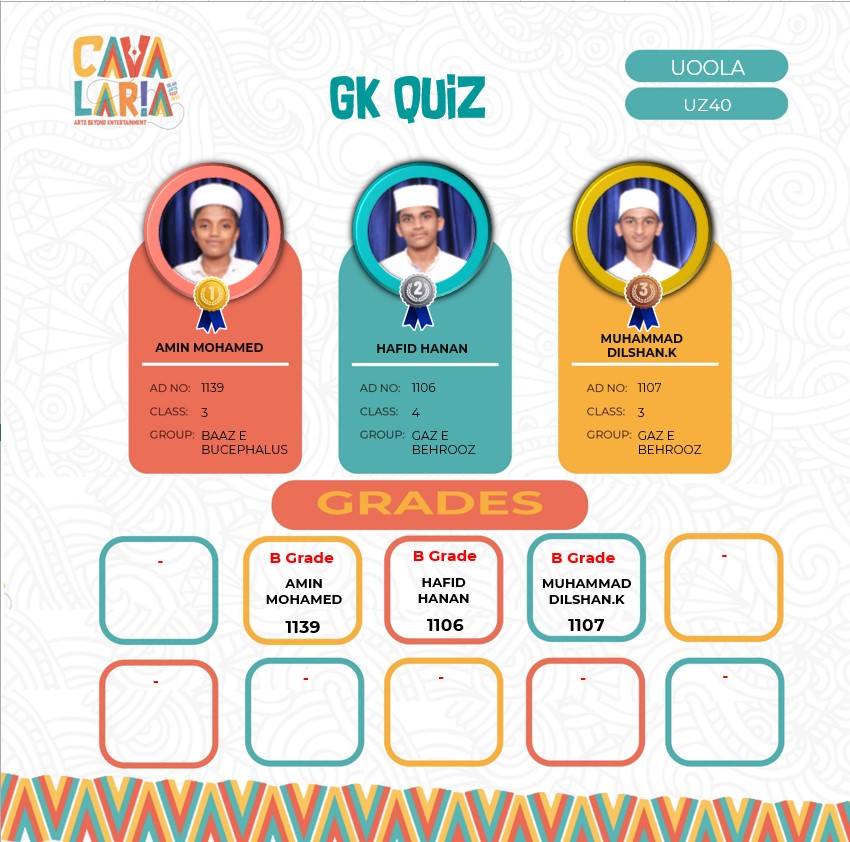 CAVA
LARIA
ARTS BEYOND ENTERTAINMENT
GK QUiZ
UOOLA
UZ40
1
2
3
AMIN MOHAMED
AD NO: 1139
CLASS: 3
GROUP: BAAZ E
BUCEPHALUS
HAFID HANAN
AD NO: 1106
CLASS: 4
GROUP: GAZ E
BEHROOZ
MUHAMMAD
DILSHAN.K
AD NO: 1107
CLASS: 3
GROUP: GAZ E
BEHROOZ
GRADES
-
B Grade
AMIN
MOHAMED
1139
B Grade
HAFID
HANAN
1106
B Grade
MUHAMMAD
DILSHAN.K
1107
-
-
-
-
-
-